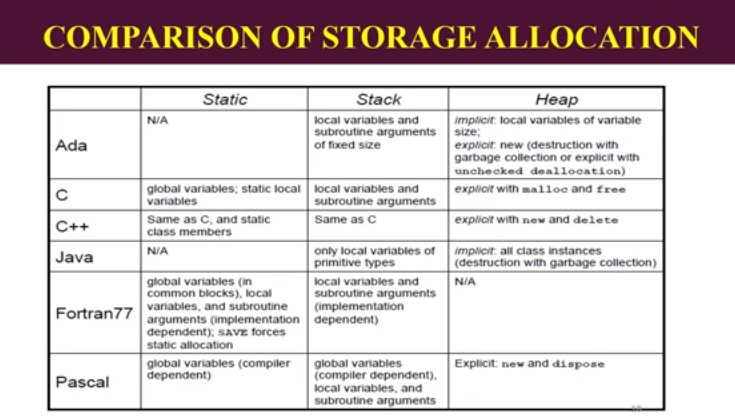 COMPARISON OF STORAGE ALLOCATION
Static
Stack
Heap
Ada
N/A
local variables and
subroutine arguments
of fixed size
implicit: local variables of variable
size;
explicit: new (destruction with
garbage collection or explicit with
unchecked deallocation)
C
global variables; static local
variables
local variables and
subroutine arguments
explicit with malloc and free
C++
Same as C, and static
class members
Same as C
explicit with new and delete
Java
N/A
only local variables of
primitive types
implicit: all class instances
(destruction with garbage collection)
Fortran77
global variables (in
common blocks), local
variables, and subroutine
arguments (implementation
dependent); SAVE forces
static allocation
local variables and
subroutine arguments
(implementation
dependent)
N/A
Pascal
global variables (compiler
dependent)
global variables
(compiler dependent),
local variables, and
subroutine arguments
Explicit: new and dispose